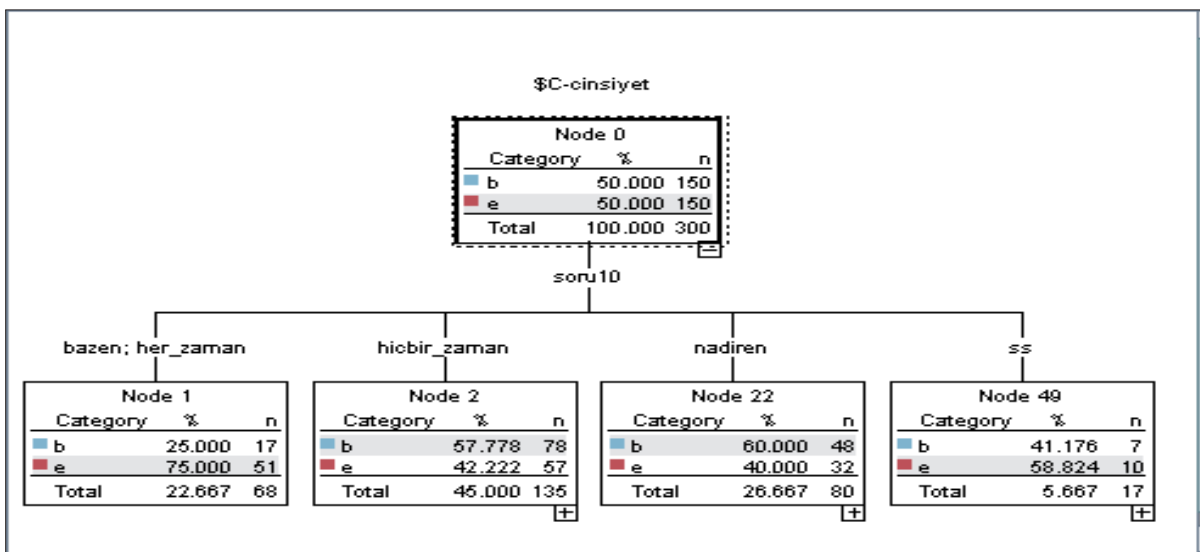 $C-cinsiyet
Node 0
Category % n
b 50.000 150
e 50.000 150
Total 100.000 300
soru10
bazen; her_zaman hicbir_zaman nadiren ss
Node 1
Category % n
b 25.000 17
e 75.000 51
Total 22.667 68
Node 2
Category % n
b 57.778 78
e 42.222 57
Total 45.000 135
Node 22
Category % n
b 60.000 48
e 40.000 32
Total 26.667 80
Node 49
Category % n
b 41.176 7
e 58.824 10
Total 5.667 17